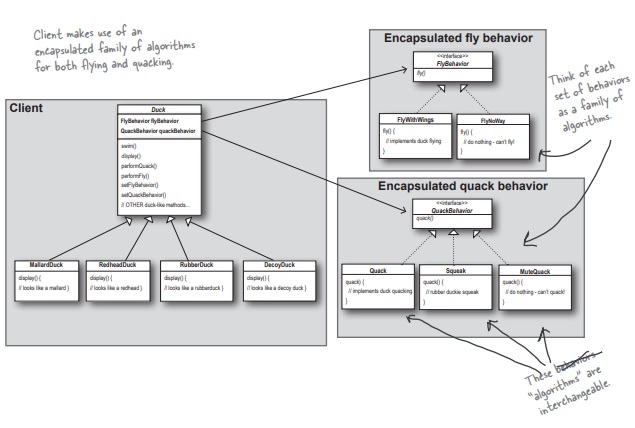 Client makes use of an
encapsulated family of algorithms
for both flying and quacking.
Client
Duck
FlyBehavior flyBehavior
QuackBehavior quackBehavior
swim()
display()
performQuack()
performFly()
setFlyBehavior()
setQuackBehavior()
// OTHER duck-like methods...
MallardDuck
display() {
// looks like a mallard }
RedheadDuck
display() {
// looks like a redhead }
RubberDuck
display() {
// looks like a rubberduck }
DecoyDuck
display() {
// looks like a decoy duck }
Encapsulated fly behavior
<<interface>>
FlyBehavior
fly()
FlyWithWings
fly() {
// implements duck flying
}
FlyNoWay
fly() {
// do nothing - can't fly!
}
Think of each
set of behaviors
as a family of
algorithms.
Encapsulated quack behavior
<<interface>>
QuackBehavior
quack()
Quack
quack() {
// implements duck quacking
}
Squeak
quack() {
// rubber duckie squeak
}
MuteQuack
quack() {
// do nothing - can't quack!
}
These behaviors
"algorithms" are
interchangeable.